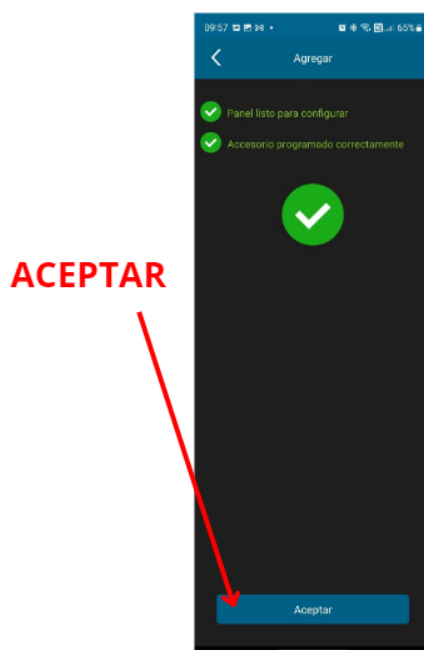 09:57 65%
Agregar
Panel listo para configurar
Accesorio programado correctamente
ACEPTAR
Aceptar